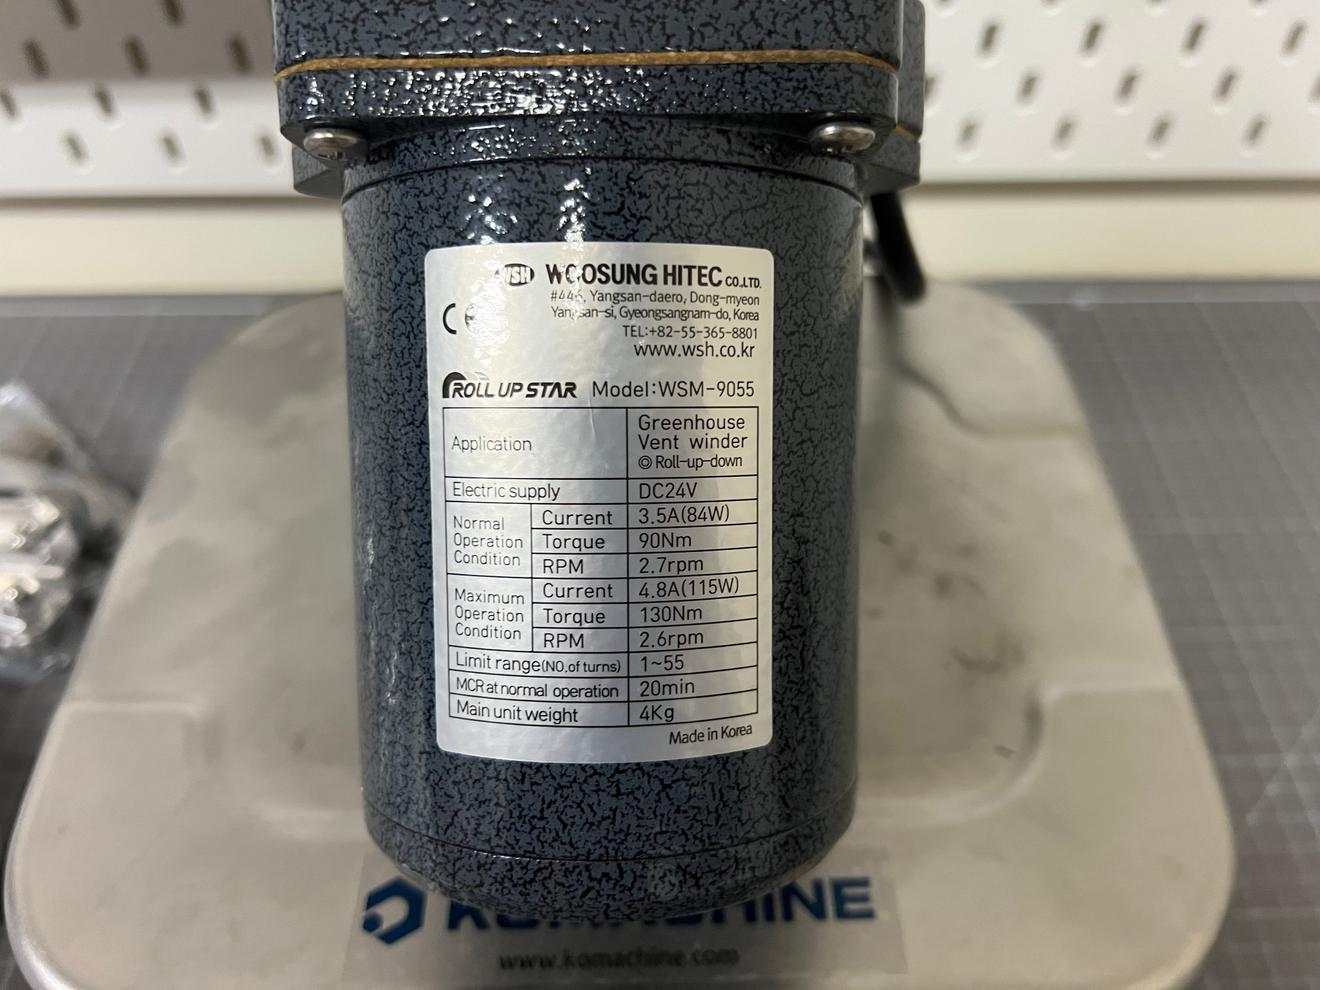 WSH WOOSUNG HITEC CO.,LTD.
#446, Yangsan-daero, Dong-myeon
Yangsan-si, Gyeongsangnam-do, Korea
CE
TEL:+82-55-365-8801
www.wsh.co.kr
ROLL UP STAR Model:WSM-9055
Application Greenhouse
Vent winder
◎ Roll-up-down
Electric supply DC24V
Normal Operation Condition
Current 3.5A(84W)
Torque 90Nm
RPM 2.7rpm
Maximum Operation Condition
Current 4.8A(115W)
Torque 130Nm
RPM 2.6rpm
Limit range(NO.of turns) 1~55
MCR at normal operation 20min
Main unit weight 4Kg
Made in Korea
KOMACHINE
www.komachine.com